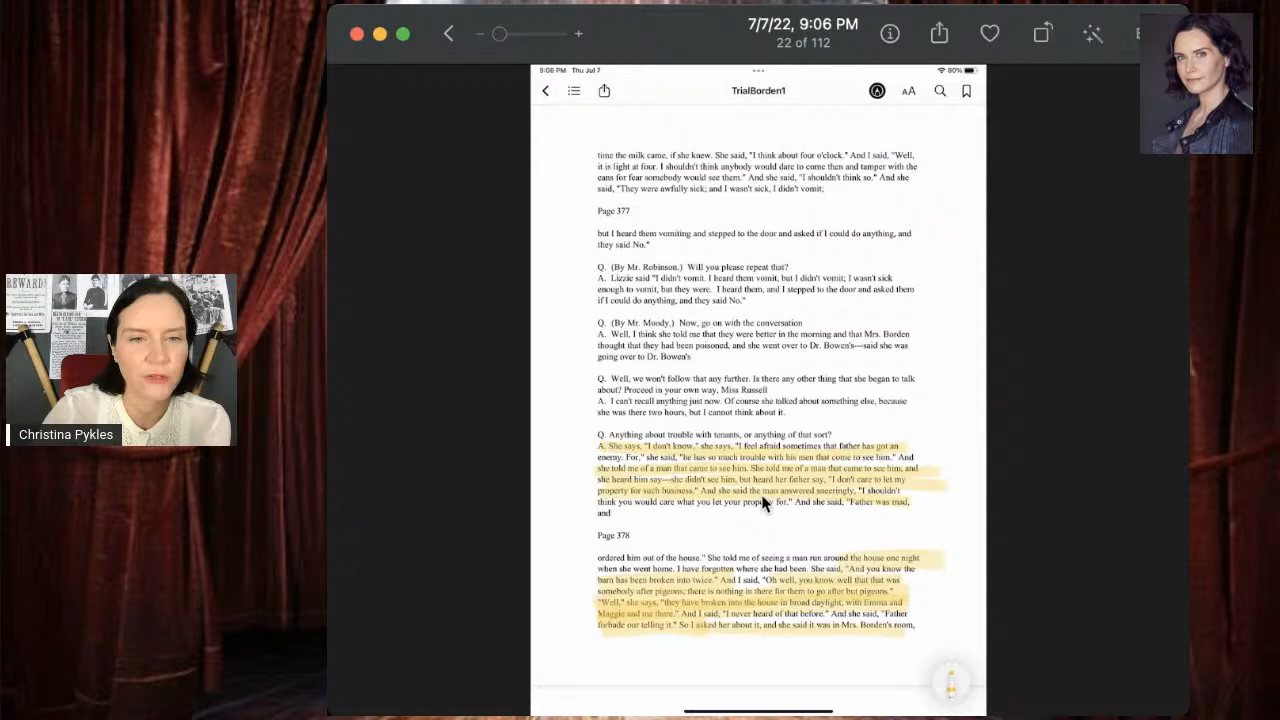 7/7/22, 9:06 PM
22 of 112
9:06 PM Thu Jul 7
80%
TrialBorden1
AA
time the milk came, if she knew. She said, "I think about four o'clock." And I said, "Well,
it is light at four. I shouldn't think anybody would dare to come then and tamper with the
cans for fear somebody would see them." And she said, "I shouldn't think so." And she
said, "They were awfully sick; and I wasn't sick, I didn't vomit;
Page 377
but I heard them vomiting and stepped to the door and asked if I could do anything, and
they said No."
Q. (By Mr. Robinson.) Will you please repeat that?
A. Lizzie said "I didn't vomit. I heard them vomit, but I didn't vomit; I wasn't sick
enough to vomit, but they were. I heard them, and I stepped to the door and asked them
if I could do anything, and they said No."
Q. (By Mr. Moody.) Now, go on with the conversation
A. Well, I think she told me that they were better in the morning and that Mrs. Borden
thought that they had been poisoned, and she went over to Dr. Bowen's---said she was
going over to Dr. Bowen's
Q. Well, we won't follow that any further. Is there any other thing that she began to talk
about? Proceed in your own way, Miss Russell
A. I can't recall anything just now. Of course she talked about something else, because
she was there two hours, but I cannot think about it.
Q. Anything about trouble with tenants, or anything of that sort?
A. She says, "I don't know," she says, "I feel afraid sometimes that father has got an
enemy. For," she said, "he has so much trouble with his men that come to see him." And
she told me of a man that came to see him. She told me of a man that came to see him, and
she heard him say---she didn't see him, but heard her father say, "I don't care to let my
property for such business." And she said the man answered sneeringly, "I shouldn't
think you would care what you let your property for." And she said, "Father was mad,
and
Page 378
ordered him out of the house." She told me of seeing a man run around the house one night
when she went home. I have forgotten where she had been. She said, "And you know the
barn has been broken into twice." And I said, "Oh well, you know well that that was
somebody after pigeons; there is nothing in there for them to go after but pigeons."
"Well," she says, "they have broken into the house in broad daylight, with Emma and
Maggie and me there." And I said, "I never heard of that before." And she said, "Father
forbade our telling it." So I asked her about it, and she said it was in Mrs. Borden's room,
REWARD!
Christina Pykles